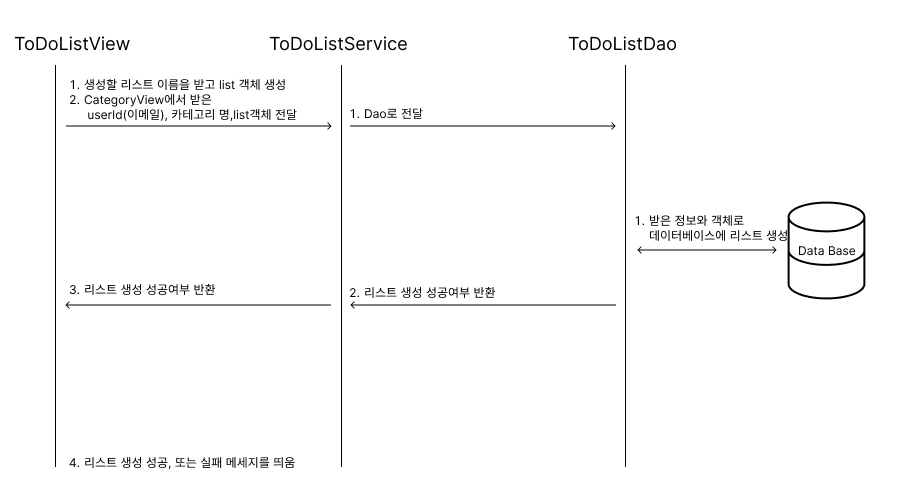 ToDoListView
ToDoListService
ToDoListDao
1. 생성할 리스트 이름을 받고 list 객체 생성
2. CategoryView에서 받은
userId(이메일), 카테고리 명,list객체 전달
1. Dao로 전달
1. 받은 정보와 객체로
데이터베이스에 리스트 생성
Data Base
3. 리스트 생성 성공여부 반환
2. 리스트 생성 성공여부 반환
4. 리스트 생성 성공, 또는 실패 메세지를 띄움